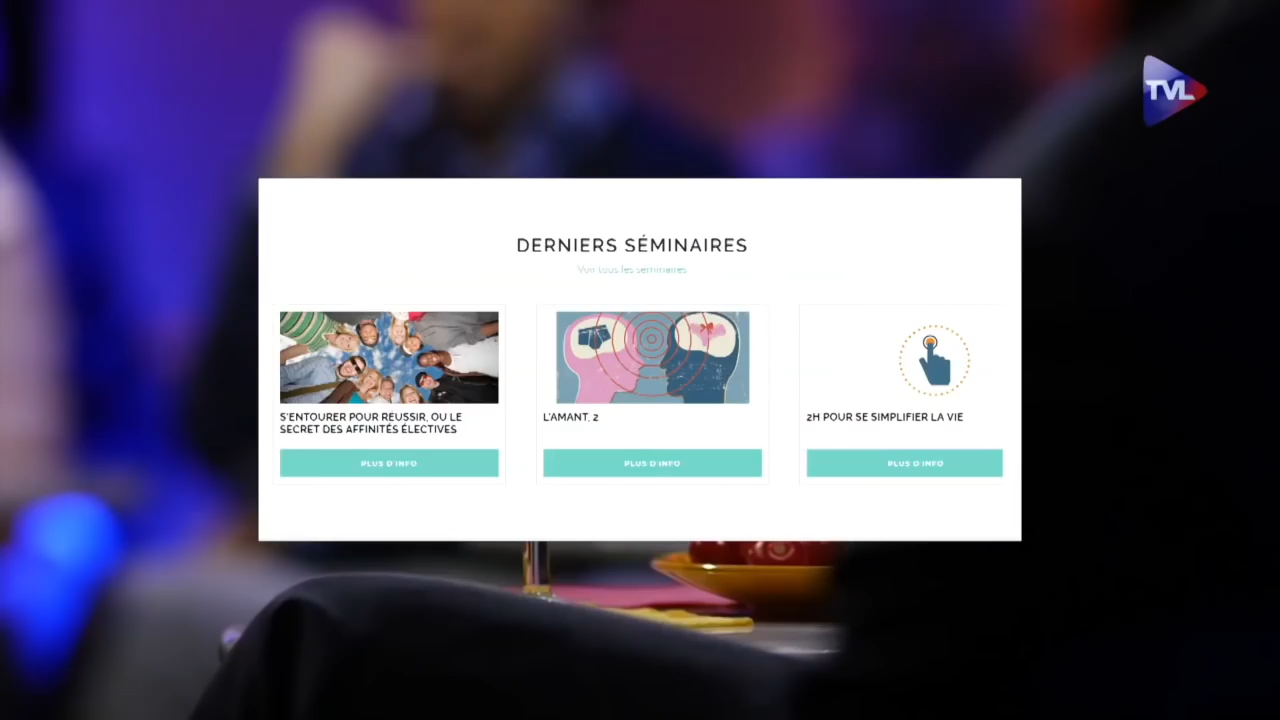 TVL
DERNIERS SÉMINAIRES
Voir tous les séminaires
S'ENTOURER POUR RÉUSSIR, OU LE
SECRET DES AFFINITÉS ÉLECTIVES
L'AMANT, 2
2H POUR SE SIMPLIFIER LA VIE
PLUS D'INFO
PLUS D'INFO
PLUS D'INFO